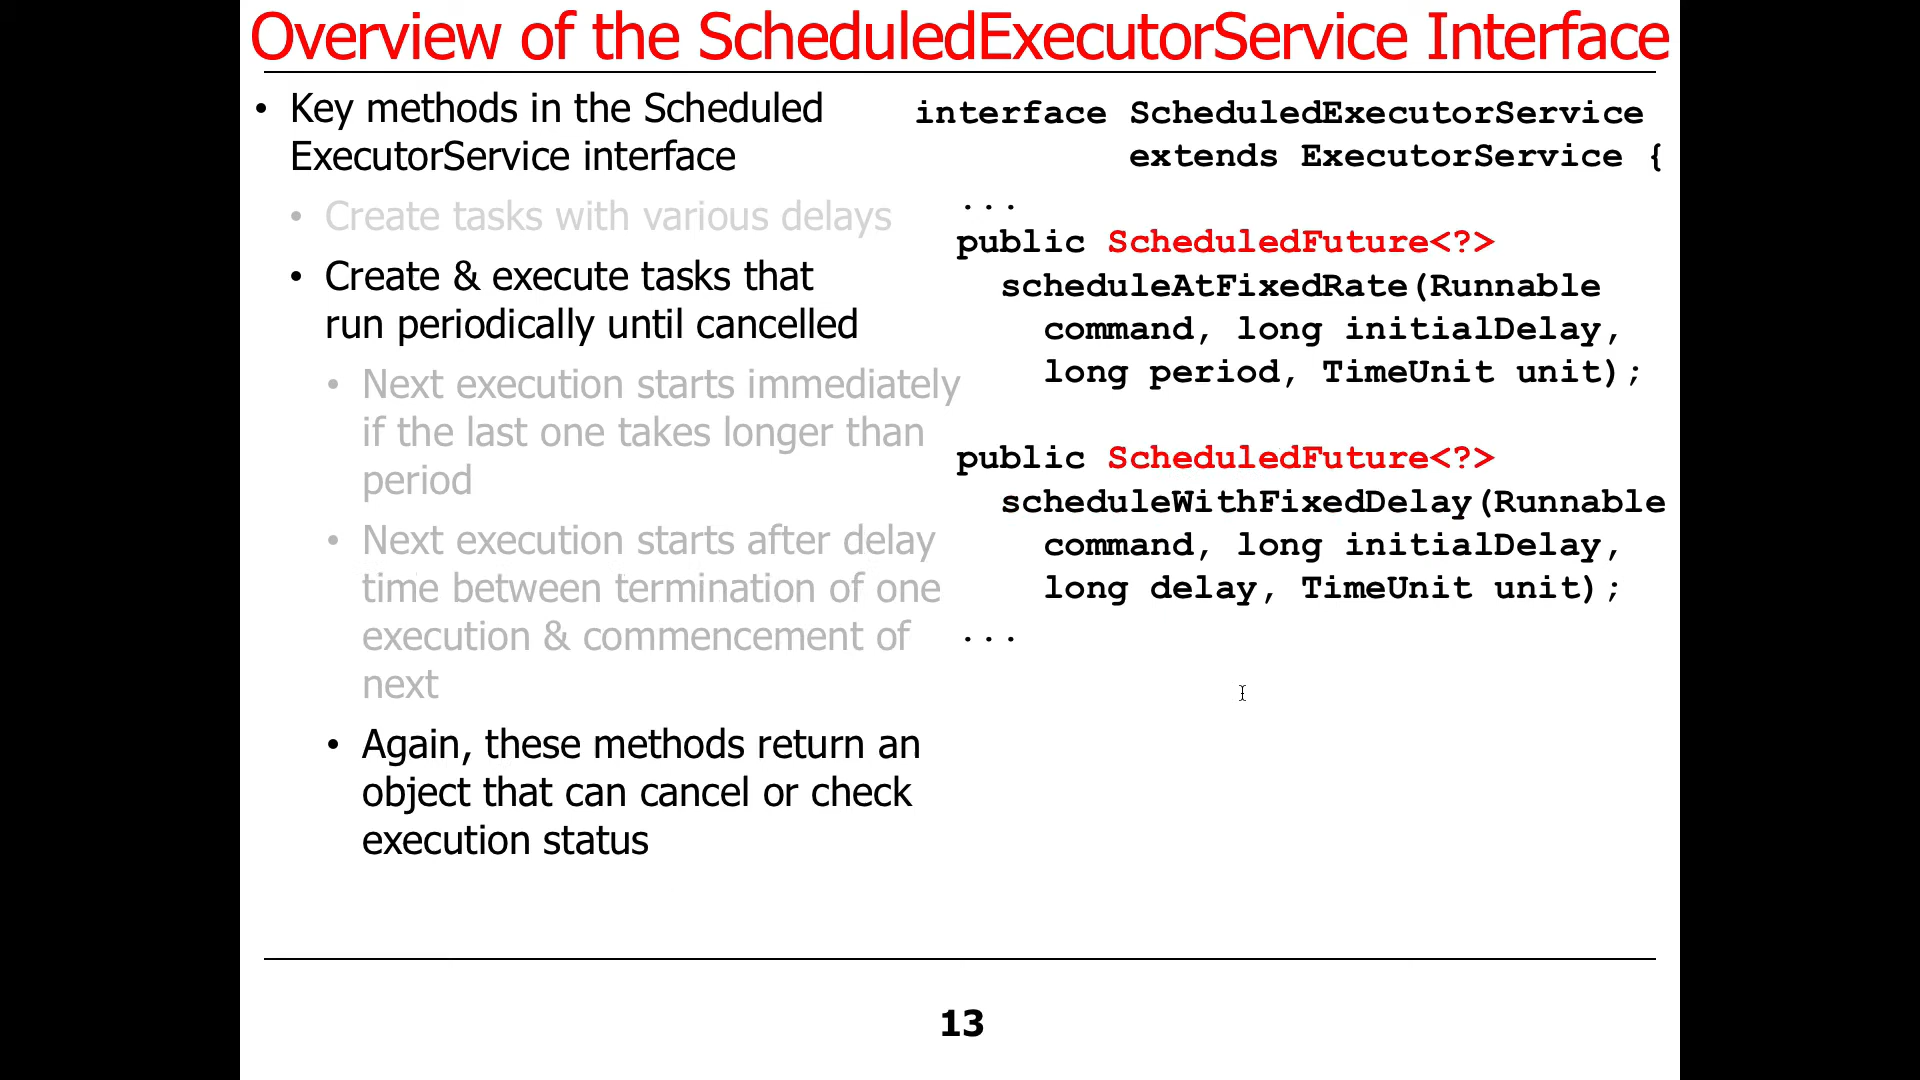 Overview of the ScheduledExecutorService Interface
• Key methods in the Scheduled
ExecutorService interface
• Create tasks with various delays
• Create & execute tasks that
run periodically until cancelled
• Next execution starts immediately
if the last one takes longer than
period
• Next execution starts after delay
time between termination of one
execution & commencement of
next
• Again, these methods return an
object that can cancel or check
execution status
interface ScheduledExecutorService
extends ExecutorService {
...
public ScheduledFuture<?>
scheduleAtFixedRate(Runnable
command, long initialDelay,
long period, TimeUnit unit);
public ScheduledFuture<?>
scheduleWithFixedDelay(Runnable
command, long initialDelay,
long delay, TimeUnit unit);
...
13